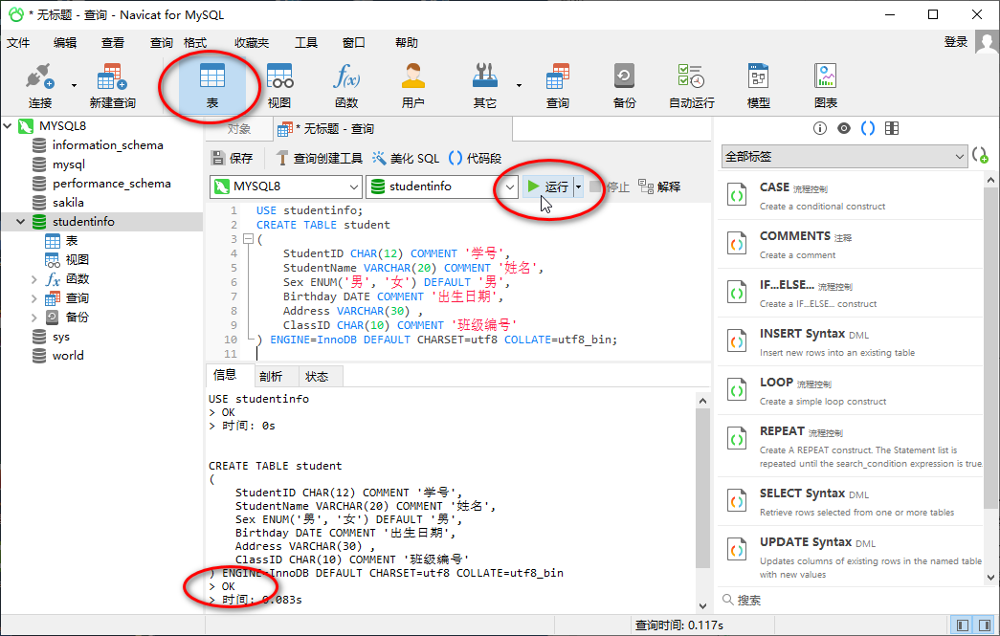 * 无标题 - 查询 - Navicat for MySQL
文件 编辑 查看 查询 格式 收藏夹 工具 窗口 帮助 登录
连接 新建查询 表 视图 函数 用户 其它 查询 备份 自动运行 模型 图表
MYSQL8
information_schema
mysql
performance_schema
sakila
studentinfo
表
视图
函数
查询
备份
sys
world
对象 * 无标题 - 查询
保存 查询创建工具 美化 SQL 代码段
MYSQL8 studentinfo 运行 停止 解释
1 USE studentinfo;
2 CREATE TABLE student
3 (
4 StudentID CHAR(12) COMMENT '学号',
5 StudentName VARCHAR(20) COMMENT '姓名',
6 Sex ENUM('男', '女') DEFAULT '男',
7 Birthday DATE COMMENT '出生日期',
8 Address VARCHAR(30) ,
9 ClassID CHAR(10) COMMENT '班级编号'
10 ) ENGINE=InnoDB DEFAULT CHARSET=utf8 COLLATE=utf8_bin;
11
信息 剖析 状态
USE studentinfo
> OK
> 时间: 0s
CREATE TABLE student
(
StudentID CHAR(12) COMMENT '学号',
StudentName VARCHAR(20) COMMENT '姓名',
Sex ENUM('男', '女') DEFAULT '男',
Birthday DATE COMMENT '出生日期',
Address VARCHAR(30) ,
ClassID CHAR(10) COMMENT '班级编号'
) ENGINE=InnoDB DEFAULT CHARSET=utf8 COLLATE=utf8_bin
> OK
> 时间: 0.083s
全部标签
CASE 流程控制
Create a conditional construct
COMMENTS 注释
Create a comment
IF...ELSE... 流程控制
Create a IF...ELSE... construct
INSERT Syntax DML
Insert new rows into an existing table
LOOP 流程控制
Create a simple loop construct
REPEAT 流程控制
Create A REPEAT construct. The Statement list is
repeated until the search_condition expression is true.
SELECT Syntax DML
Retrieve rows selected from one or more tables
UPDATE Syntax DML
Updates columns of existing rows in the named table
with new values
搜索
查询时间: 0.117s